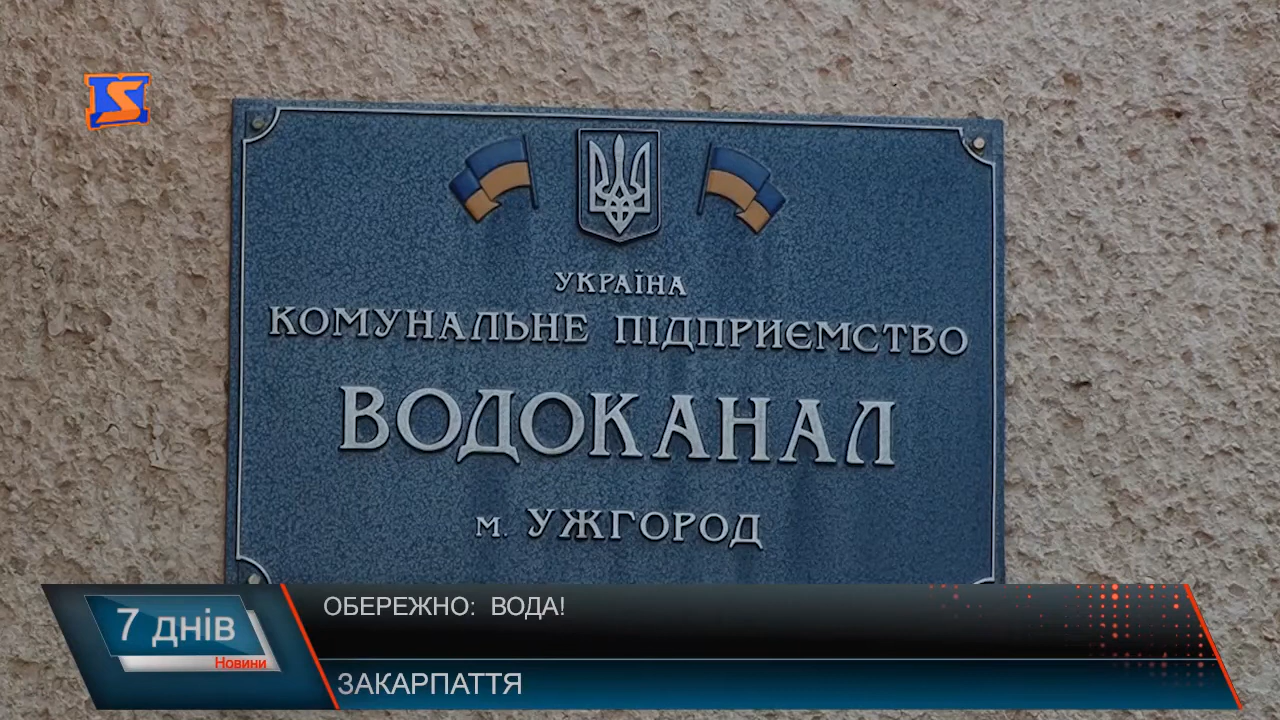 S
УКРАЇНА
КОМУНАЛЬНЕ ПІДПРИЄМСТВО
ВОДОКАНАЛ
м. УЖГОРОД
7 днів
Новини
ОБЕРЕЖНО: ВОДА!
ЗАКАРПАТТЯ